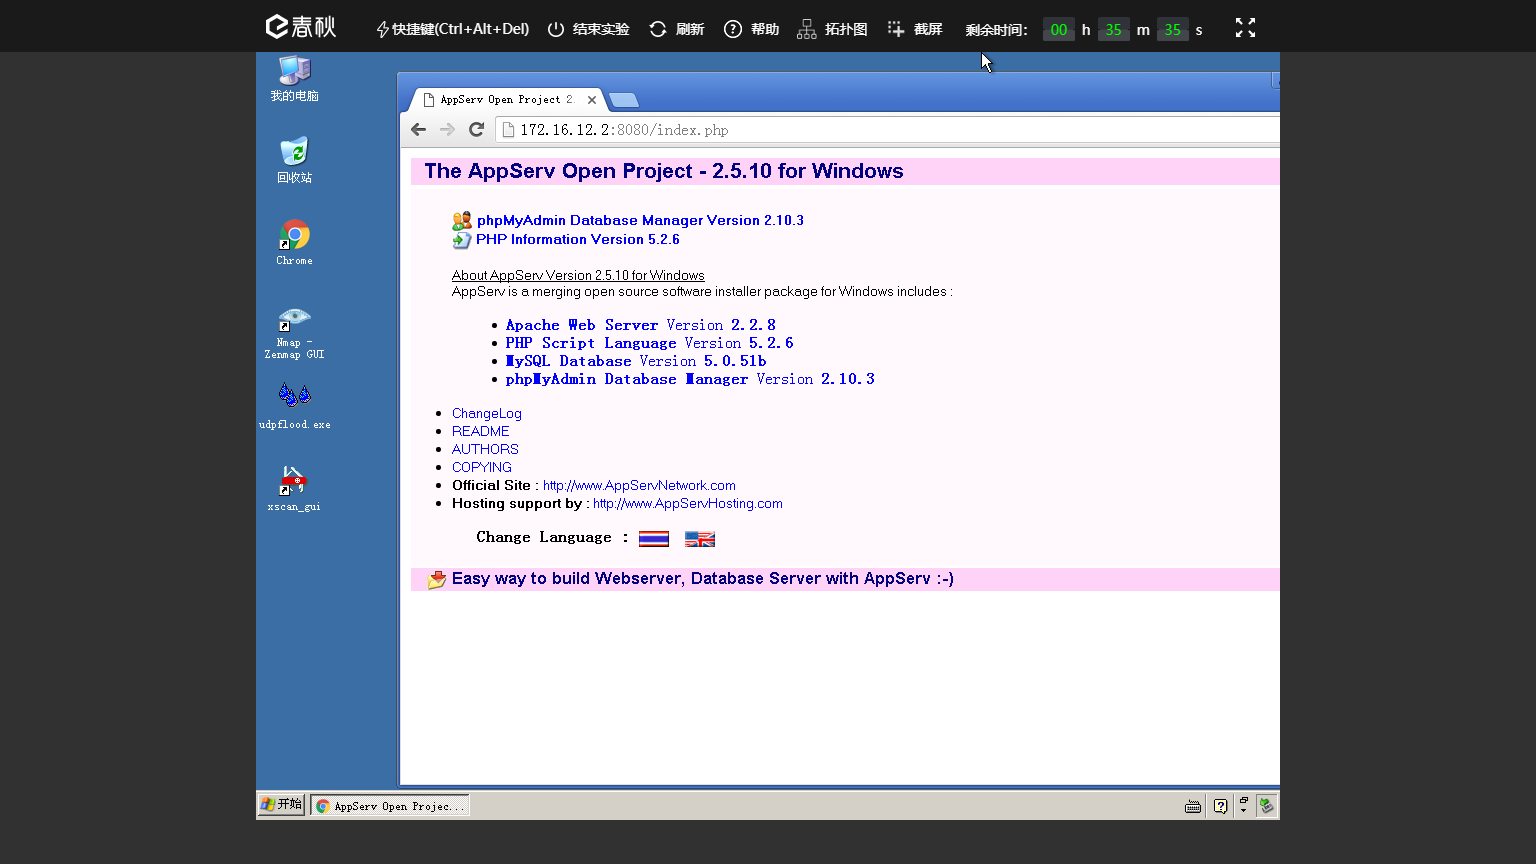 春秋 快捷键(Ctrl+Alt+Del) 结束实验 刷新 帮助 拓扑图 截屏 剩余时间： 00 h 35 m 35 s
我的电脑
回收站
Chrome
Nmap -
Zenmap GUI
udpflood.exe
xscan_gui
AppServ Open Project 2.
172.16.12.2:8080/index.php
The AppServ Open Project - 2.5.10 for Windows
phpMyAdmin Database Manager Version 2.10.3
PHP Information Version 5.2.6
About AppServ Version 2.5.10 for Windows
AppServ is a merging open source software installer package for Windows includes :
Apache Web Server Version 2.2.8
PHP Script Language Version 5.2.6
MySQL Database Version 5.0.51b
phpMyAdmin Database Manager Version 2.10.3
ChangeLog
README
AUTHORS
COPYING
Official Site : http://www.AppServNetwork.com
Hosting support by : http://www.AppServHosting.com
Change Language :
Easy way to build Webserver, Database Server with AppServ :-)
开始 AppServ Open Projec...